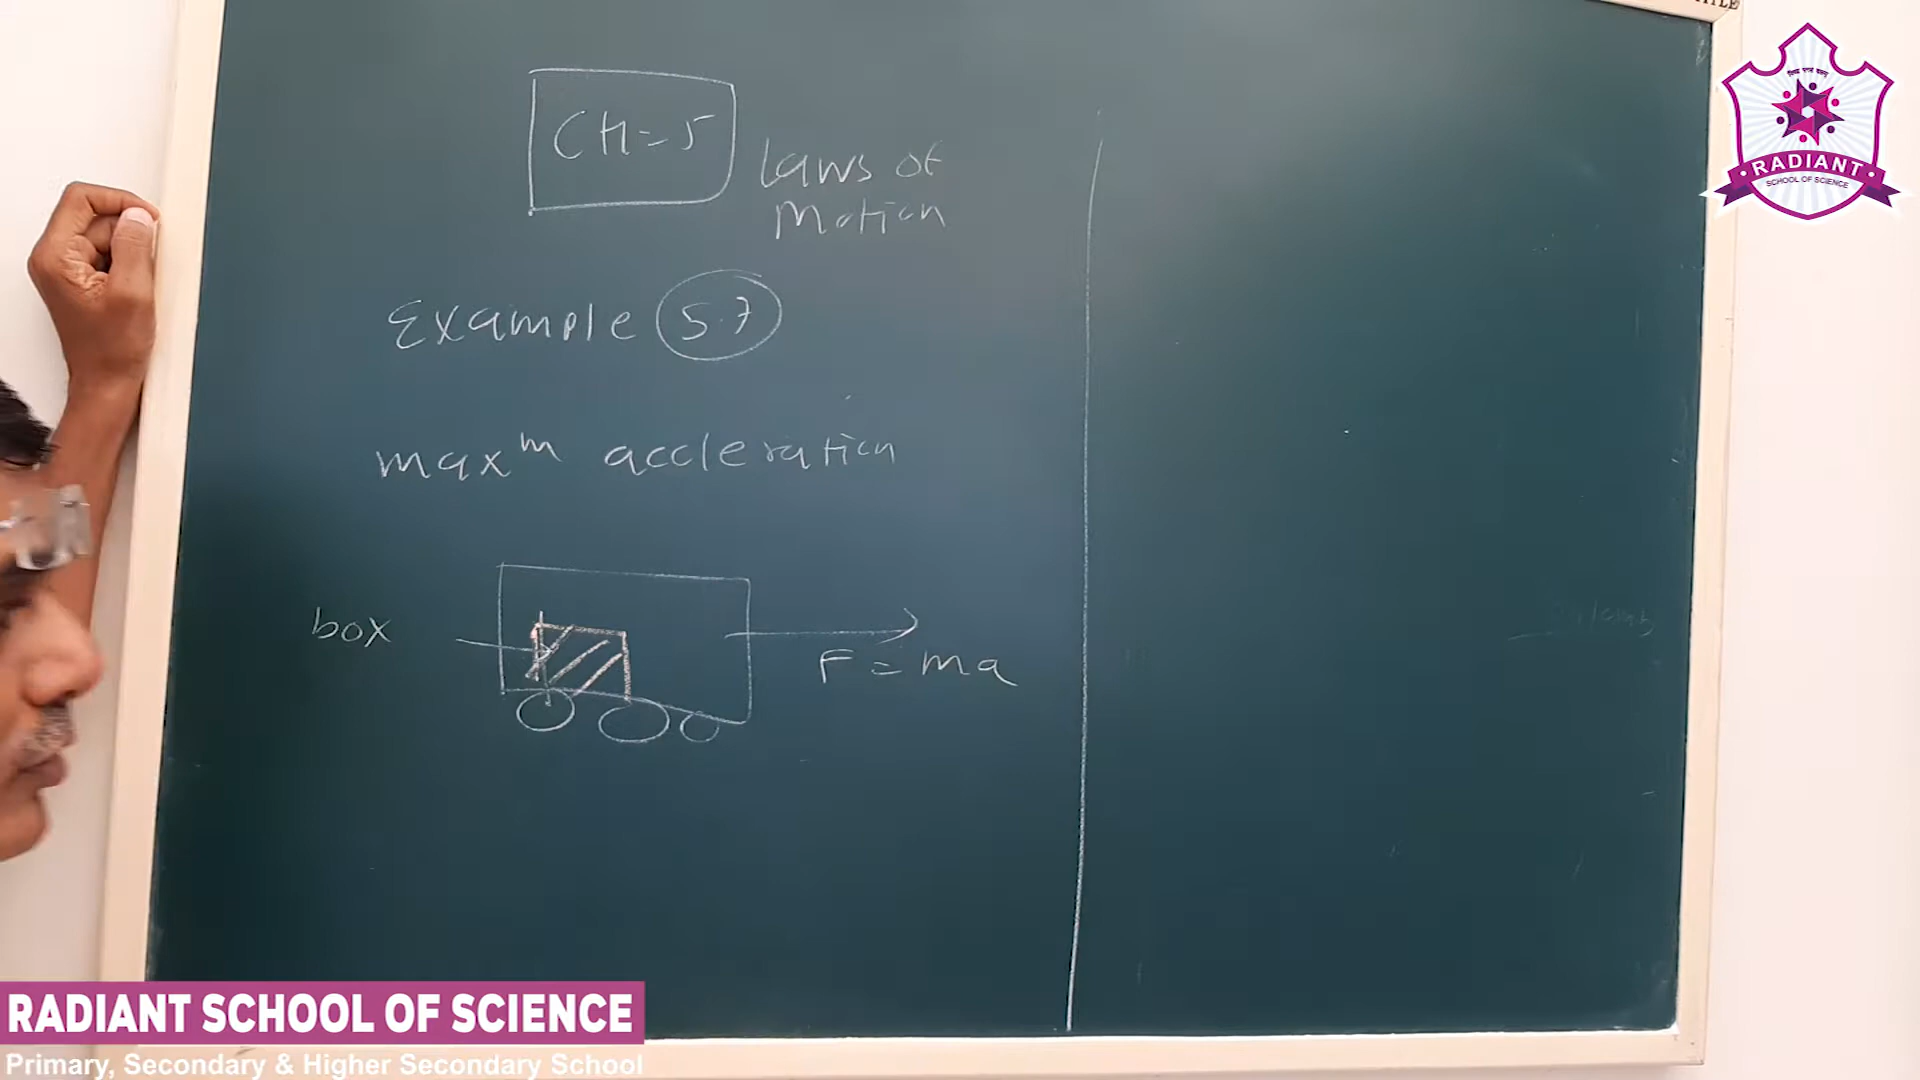 CH=5
Laws of
Motion
Example 5.7
maxᵐ accleration
box
F = ma
RADIANT
SCHOOL OF SCIENCE
RADIANT SCHOOL OF SCIENCE
Primary, Secondary & Higher Secondary School